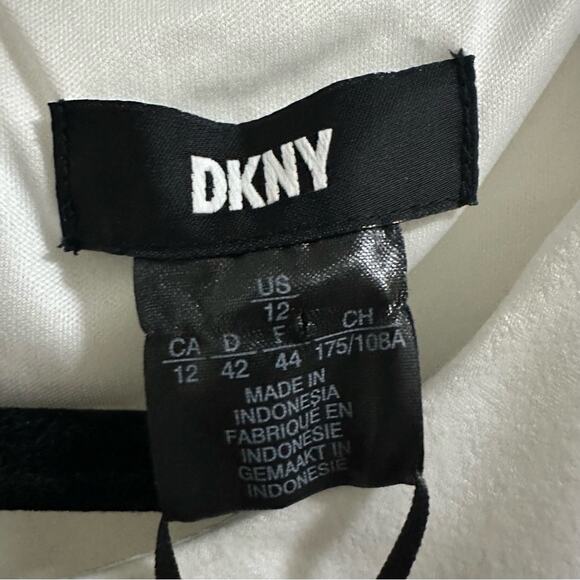 DKNY
US
12
CA D F CH
12 42 44 175/108A
MADE IN
INDONESIA
FABRIQUÉ EN
INDONESIE
GEMAAKT IN
INDONESIE